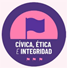 CÍVICA, ÉTICA
E INTEGRIDAD